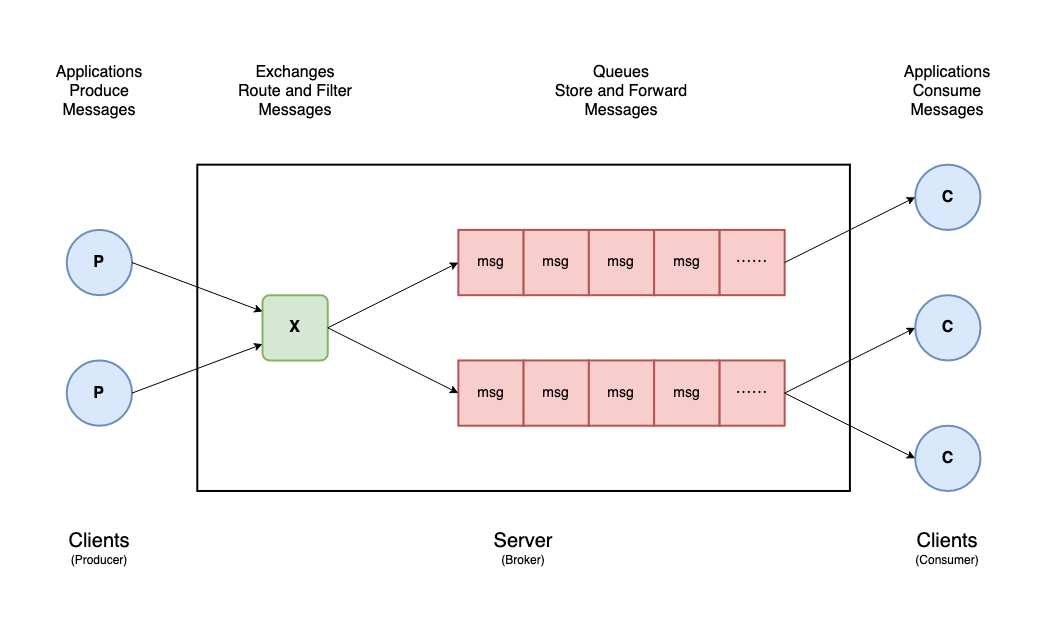 Applications
Produce
Messages
Exchanges
Route and Filter
Messages
Queues
Store and Forward
Messages
Applications
Consume
Messages
C
P
msg
msg
msg
msg
······
X
C
P
msg
msg
msg
msg
······
C
Clients
(Producer)
Server
(Broker)
Clients
(Consumer)